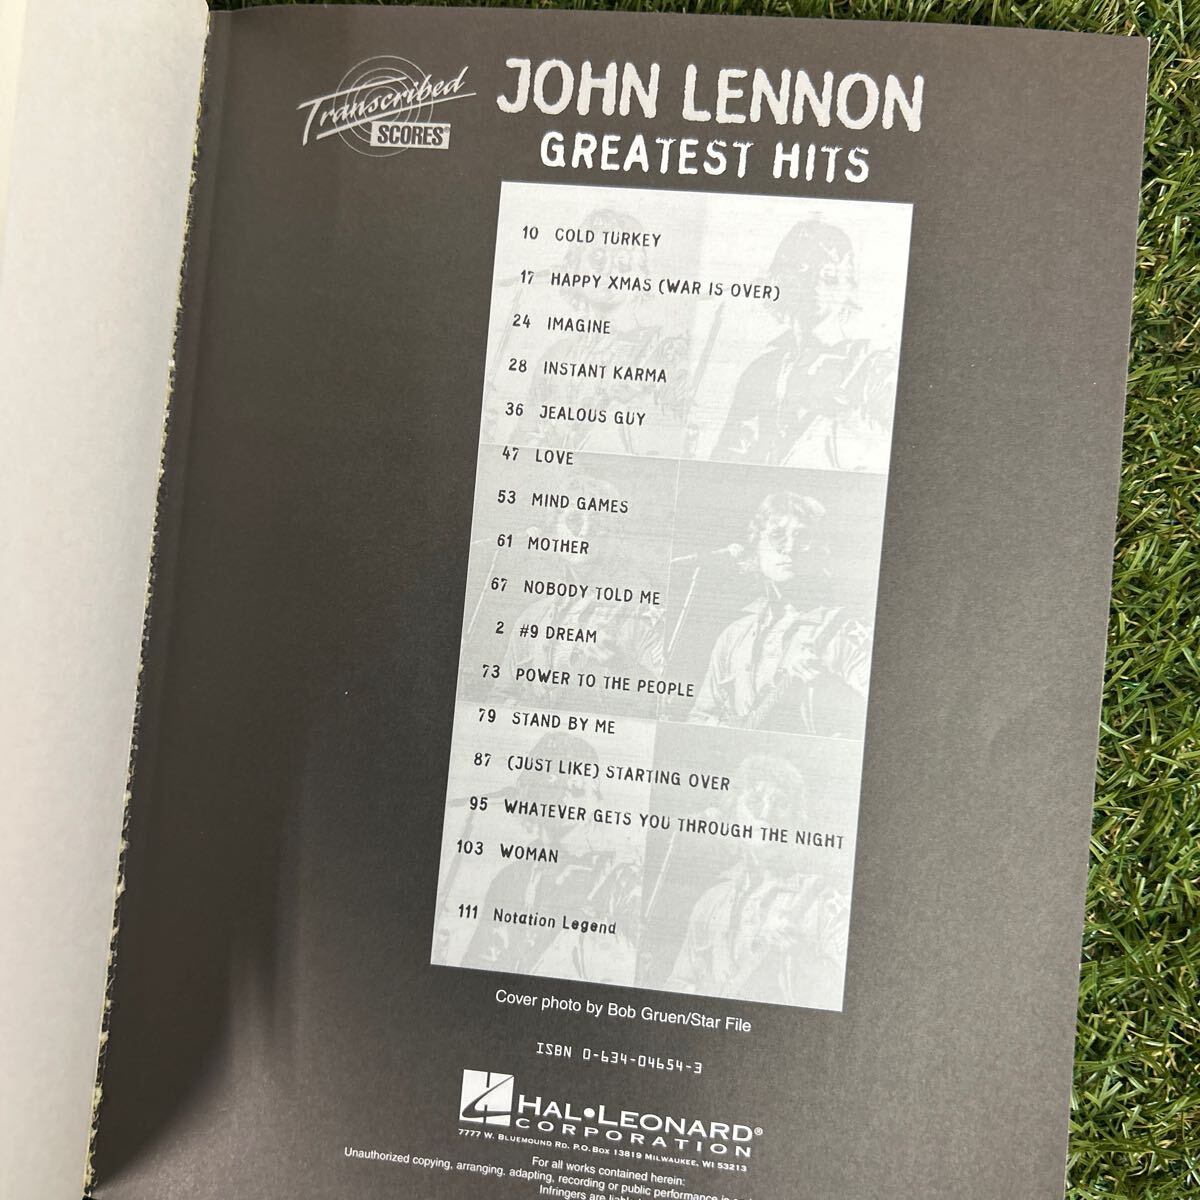 Transcribed
SCORES®
JOHN LENNON
GREATEST HITS
10 COLD TURKEY
17 HAPPY XMAS (WAR IS OVER)
24 IMAGINE
28 INSTANT KARMA
36 JEALOUS GUY
47 LOVE
53 MIND GAMES
61 MOTHER
67 NOBODY TOLD ME
2 #9 DREAM
73 POWER TO THE PEOPLE
79 STAND BY ME
87 (JUST LIKE) STARTING OVER
95 WHATEVER GETS YOU THROUGH THE NIGHT
103 WOMAN
111 Notation Legend
Cover photo by Bob Gruen/Star File
ISBN 0-634-04654-3
HAL•LEONARD®
CORPORATION
7777 W. BLUEMOUND RD. P.O. BOX 13819 MILWAUKEE, WI 53213
For all works contained herein:
Unauthorized copying, arranging, adapting, recording or public performance is
Infringers are